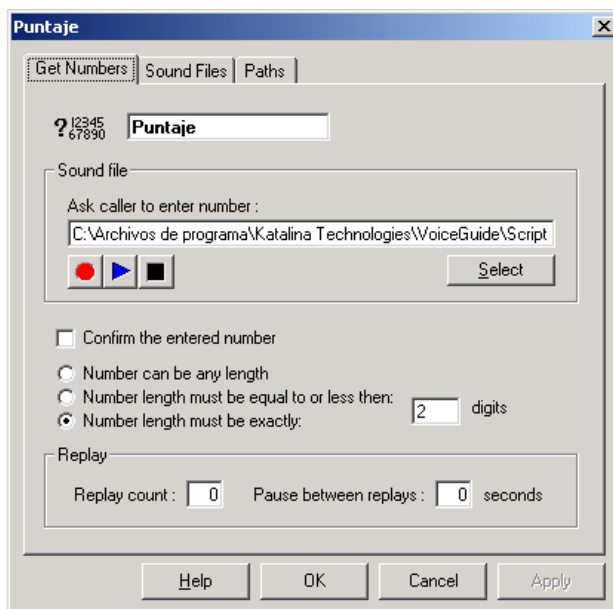 Puntaje
Get Numbers Sound Files Paths
?12345
67890
Puntaje
Sound file
Ask caller to enter number :
C:\Archivos de programa\Katalina Technologies\VoiceGuide\Script
Select
Confirm the entered number
Number can be any length
Number length must be equal to or less then:
2 digits
Number length must be exactly:
Replay
Replay count : 0 Pause between replays : 0 seconds
Help OK Cancel Apply